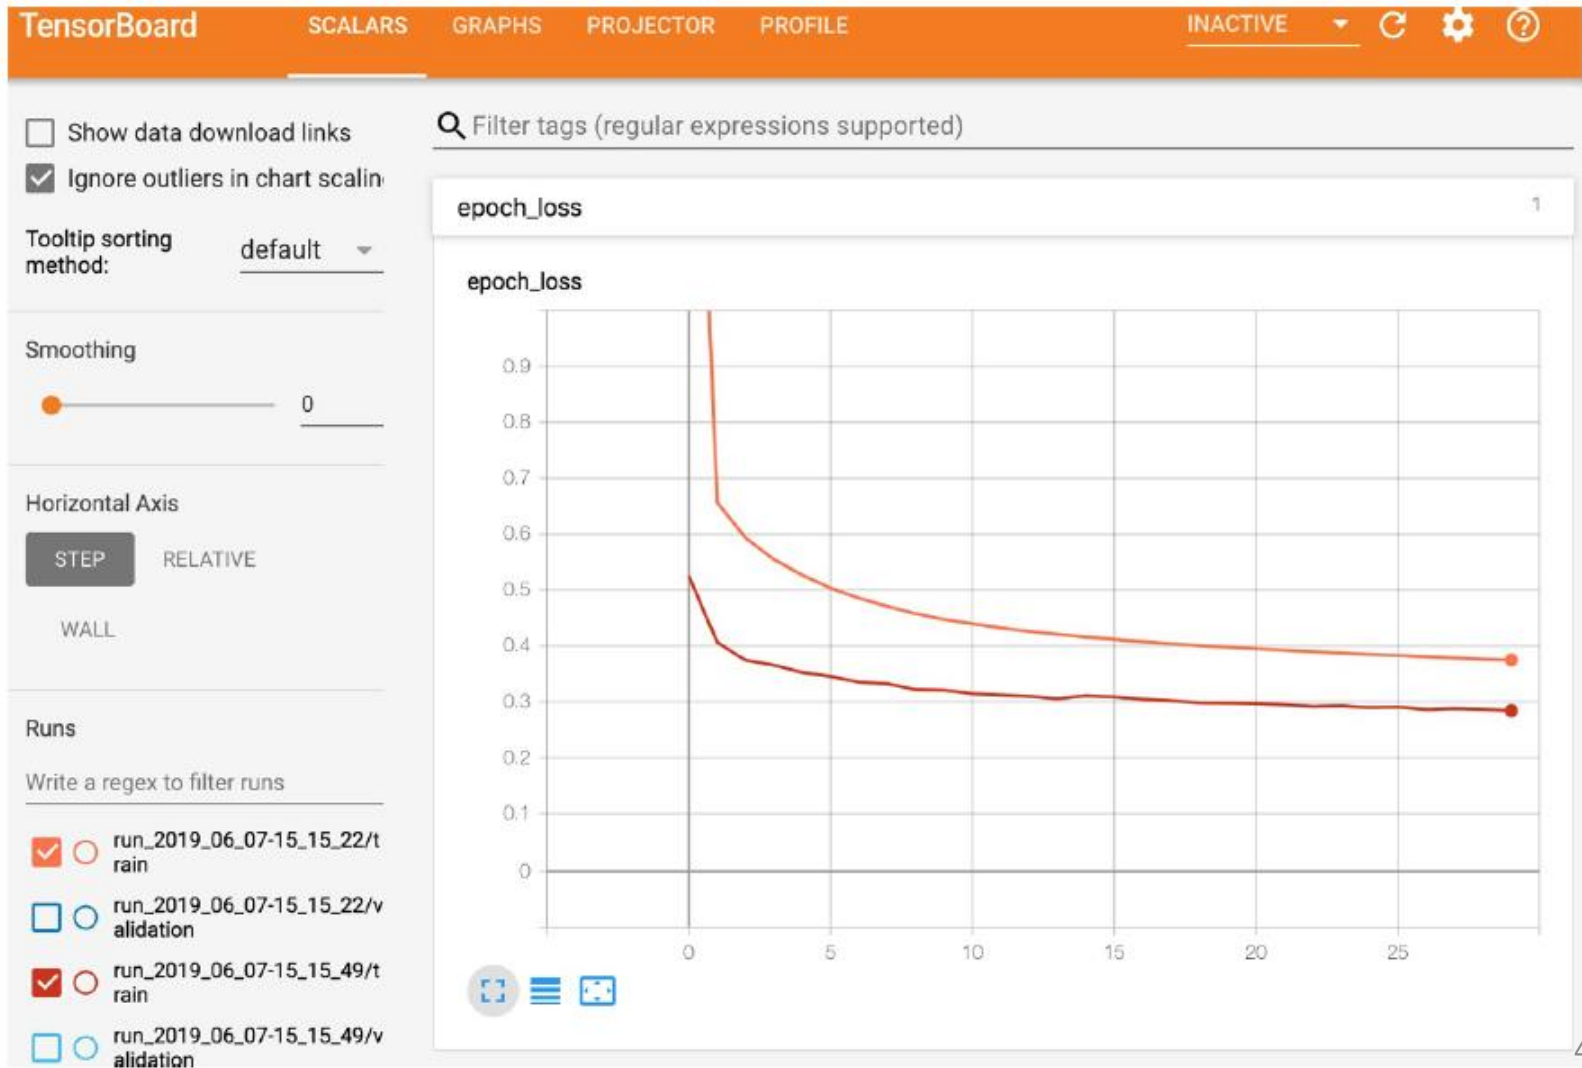 TensorBoard SCALARS GRAPHS PROJECTOR PROFILE INACTIVE
Show data download links
Ignore outliers in chart scalin
Tooltip sorting
method:
default
Smoothing
0
Horizontal Axis
STEP RELATIVE
WALL
Runs
Write a regex to filter runs
run_2019_06_07-15_15_22/t
rain
run_2019_06_07-15_15_22/v
alidation
run_2019_06_07-15_15_49/t
rain
run_2019_06_07-15_15_49/v
alidation
Filter tags (regular expressions supported)
epoch_loss 1
epoch_loss
0.9
0.8
0.7
0.6
0.5
0.4
0.3
0.2
0.1
0
0 5 10 15 20 25